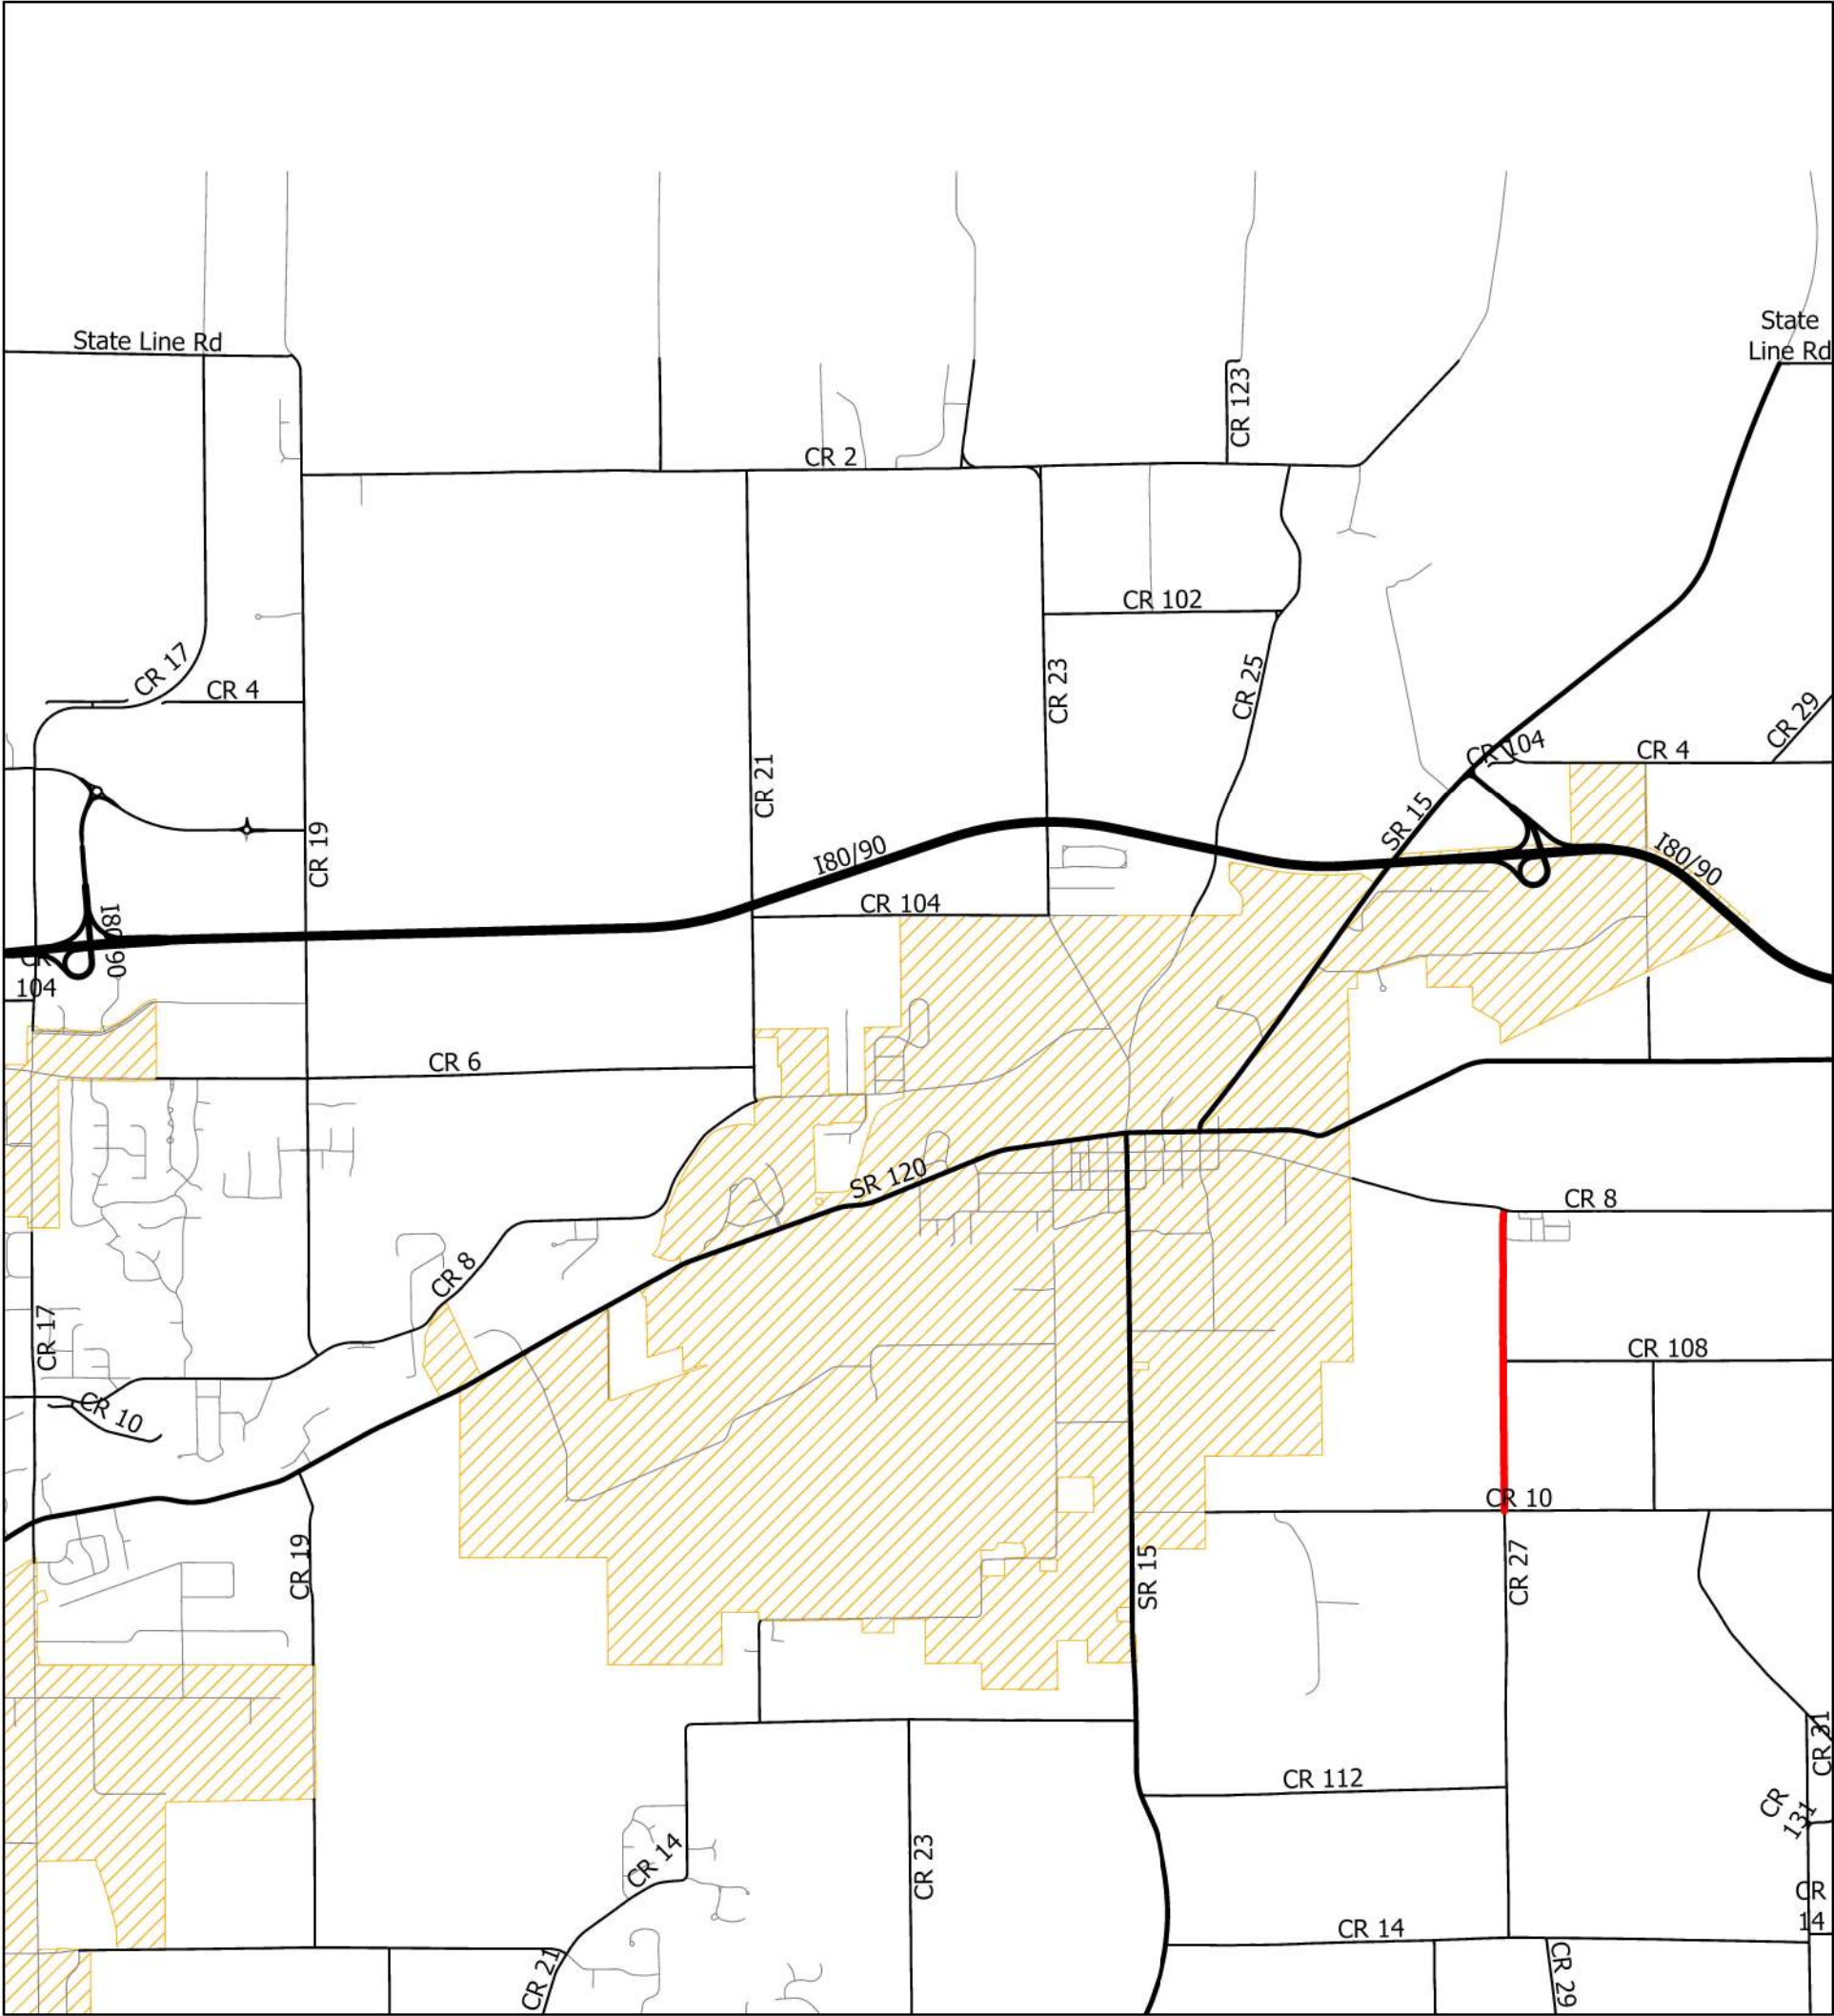 State
Line Rd
State Line Rd
CR 123
CR 2
CR 102
CR 17
CR 4
CR 23
CR 25
CR 29
CR 104
CR 4
CR 21
SR 15
CR 19
I80/90
I80/90
CR 104
I80/90
CR
104
CR 6
SR 120
CR 8
CR 8
CR 17
CR 108
CR 10
CR 10
CR 19
SR 15
CR 27
CR 31
CR 112
CR
131
CR 14
CR 23
CR
14
CR 14
CR 21
CR 29